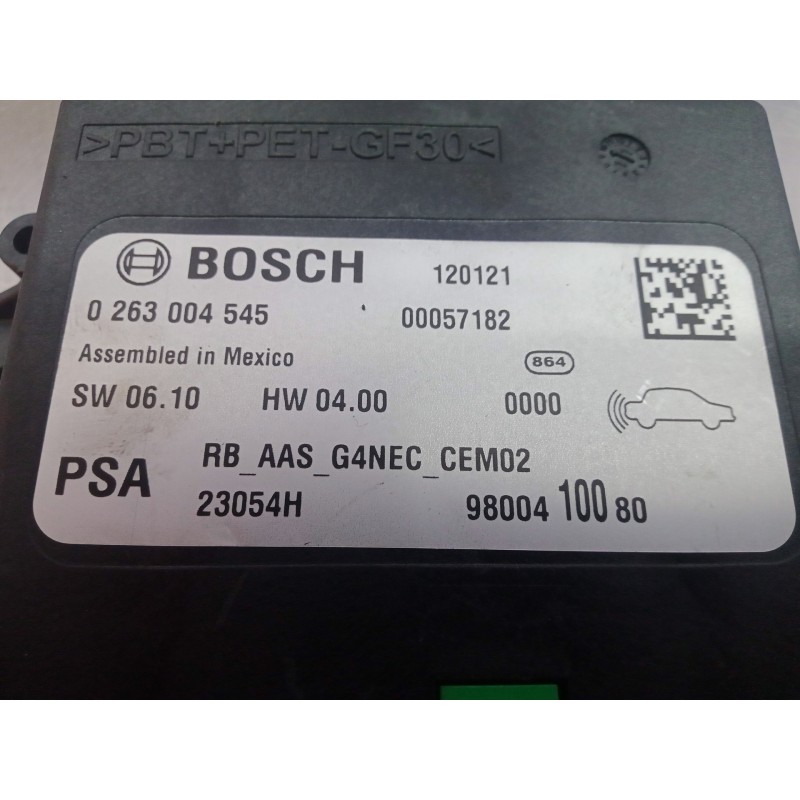 >PBT+PET-GF30<
BOSCH 120121
0 263 004 545 00057182
Assembled in Mexico 864
SW 06.10 HW 04.00 0000
RB_AAS_G4NEC_CEM02
PSA
23054H 98004 100 80